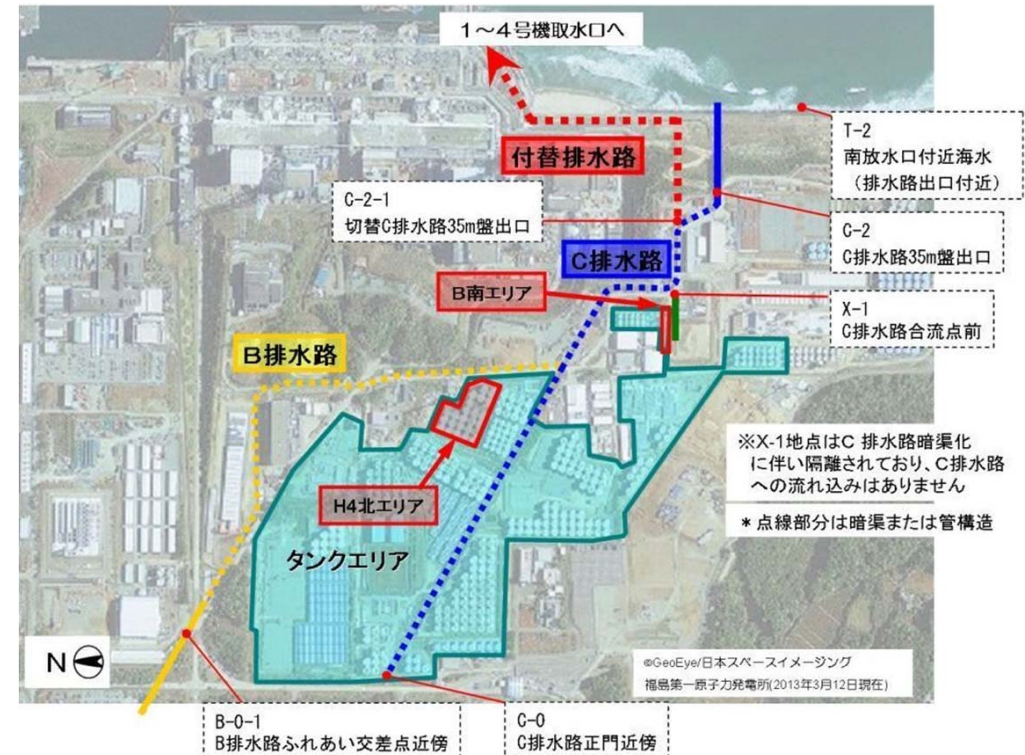 1～4号機取水口へ
T-2
南放水口付近海水
（排水路出口付近）
付替排水路
C-2-1
切替C排水路35m盤出口
C-2
C排水路35m盤出口
C排水路
B南エリア
X-1
C排水路合流点前
B排水路
※X-1地点はC 排水路暗渠化
に伴い隔離されており、C排水路
への流れ込みはありません
H4北エリア
＊点線部分は暗渠または管構造
タンクエリア
N
©GeoEye/日本スペースイメージング
福島第一原子力発電所(2013年3月12日現在)
B-0-1
B排水路ふれあい交差点近傍
C-0
C排水路正門近傍